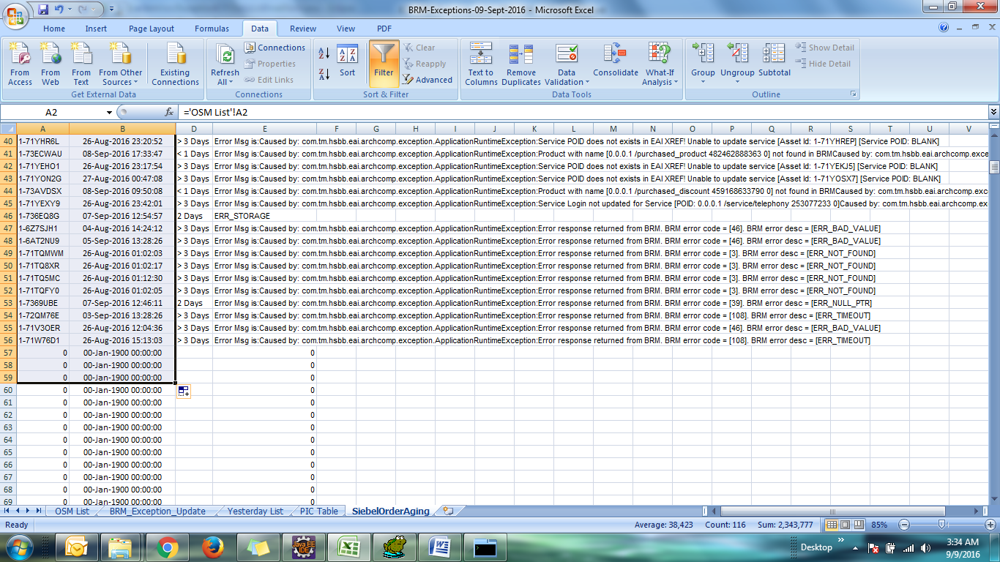 BRM-Exceptions-09-Sept-2016 - Microsoft Excel
Home Insert Page Layout Formulas Data Review View PDF
From Access From Web From Text From Other Sources Existing Connections Refresh All Connections Properties Edit Links Sort Filter Clear Reapply Advanced Text to Columns Remove Duplicates Data Validation Consolidate What-If Analysis Group Ungroup Subtotal Show Detail Hide Detail
Get External Data Connections Sort & Filter Data Tools Outline
A2 fx ='OSM List'!A2
A B D E F G H I J K L M N O P Q R S T U V
40 1-71YHR6L 26-Aug-2016 23:20:52 > 3 Days Error Msg is:Caused by: com.tm.hsbb.eai.archcomp.exception.ApplicationRuntimeException:Service POID does not exists in EAI XREF! Unable to update service [Asset Id: 1-71YHREP] [Service POID: BLANK]
41 1-73ECWAU 08-Sep-2016 17:33:47 < 1 Days Error Msg is:Caused by: com.tm.hsbb.eai.archcomp.exception.ApplicationRuntimeException:Product with name [0.0.0.1 /purchased_product 482462888363 0] not found in BRMCaused by: com.tm.hsbb.eai.archcomp.exce
42 1-71YEHO1 26-Aug-2016 23:17:54 > 3 Days Error Msg is:Caused by: com.tm.hsbb.eai.archcomp.exception.ApplicationRuntimeException:Service POID does not exists in EAI XREF! Unable to update service [Asset Id: 1-71YEKJ5] [Service POID: BLANK]
43 1-71YON2G 27-Aug-2016 00:47:08 > 3 Days Error Msg is:Caused by: com.tm.hsbb.eai.archcomp.exception.ApplicationRuntimeException:Service POID does not exists in EAI XREF! Unable to update service [Asset Id: 1-71YOSX7] [Service POID: BLANK]
44 1-73AVDSX 08-Sep-2016 09:50:08 < 1 Days Error Msg is:Caused by: com.tm.hsbb.eai.archcomp.exception.ApplicationRuntimeException:Product with name [0.0.0.1 /purchased_discount 459168633790 0] not found in BRMCaused by: com.tm.hsbb.eai.archcomp.exc
45 1-71YEXY9 26-Aug-2016 23:42:01 > 3 Days Error Msg is:Caused by: com.tm.hsbb.eai.archcomp.exception.ApplicationRuntimeException:Service Login not updated for Service [POID: 0.0.0.1 /service/telephony 253077233 0]Caused by: com.tm.hsbb.eai.archcomp.ex
46 1-736EQ8G 07-Sep-2016 12:54:57 2 Days ERR_STORAGE
47 1-6Z7SJH1 04-Aug-2016 14:24:12 > 3 Days Error Msg is:Caused by: com.tm.hsbb.eai.archcomp.exception.ApplicationRuntimeException:Error response returned from BRM. BRM error code = [46]. BRM error desc = [ERR_BAD_VALUE]
48 1-6AT2NU9 05-Sep-2016 13:28:26 > 3 Days Error Msg is:Caused by: com.tm.hsbb.eai.archcomp.exception.ApplicationRuntimeException:Error response returned from BRM. BRM error code = [46]. BRM error desc = [ERR_BAD_VALUE]
49 1-71TQMWM 26-Aug-2016 01:02:03 > 3 Days Error Msg is:Caused by: com.tm.hsbb.eai.archcomp.exception.ApplicationRuntimeException:Error response returned from BRM. BRM error code = [3]. BRM error desc = [ERR_NOT_FOUND]
50 1-71TQ8XR 26-Aug-2016 01:02:17 > 3 Days Error Msg is:Caused by: com.tm.hsbb.eai.archcomp.exception.ApplicationRuntimeException:Error response returned from BRM. BRM error code = [3]. BRM error desc = [ERR_NOT_FOUND]
51 1-71TQ5MC 26-Aug-2016 01:12:30 > 3 Days Error Msg is:Caused by: com.tm.hsbb.eai.archcomp.exception.ApplicationRuntimeException:Error response returned from BRM. BRM error code = [3]. BRM error desc = [ERR_NOT_FOUND]
52 1-71TQFY0 26-Aug-2016 01:02:05 > 3 Days Error Msg is:Caused by: com.tm.hsbb.eai.archcomp.exception.ApplicationRuntimeException:Error response returned from BRM. BRM error code = [3]. BRM error desc = [ERR_NOT_FOUND]
53 1-7369UBE 07-Sep-2016 12:46:11 2 Days Error Msg is:Caused by: com.tm.hsbb.eai.archcomp.exception.ApplicationRuntimeException:Error response returned from BRM. BRM error code = [39]. BRM error desc = [ERR_NULL_PTR]
54 1-72QM76E 03-Sep-2016 13:28:26 > 3 Days Error Msg is:Caused by: com.tm.hsbb.eai.archcomp.exception.ApplicationRuntimeException:Error response returned from BRM. BRM error code = [108]. BRM error desc = [ERR_TIMEOUT]
55 1-71V3OER 26-Aug-2016 12:04:36 > 3 Days Error Msg is:Caused by: com.tm.hsbb.eai.archcomp.exception.ApplicationRuntimeException:Error response returned from BRM. BRM error code = [46]. BRM error desc = [ERR_BAD_VALUE]
56 1-71W76D1 26-Aug-2016 15:13:03 > 3 Days Error Msg is:Caused by: com.tm.hsbb.eai.archcomp.exception.ApplicationRuntimeException:Error response returned from BRM. BRM error code = [108]. BRM error desc = [ERR_TIMEOUT]
57 0 00-Jan-1900 00:00:00 0
58 0 00-Jan-1900 00:00:00 0
59 0 00-Jan-1900 00:00:00 0
60 0 00-Jan-1900 00:00:00 0
61 0 00-Jan-1900 00:00:00 0
62 0 00-Jan-1900 00:00:00 0
63 0 00-Jan-1900 00:00:00 0
64 0 00-Jan-1900 00:00:00 0
65 0 00-Jan-1900 00:00:00 0
66 0 00-Jan-1900 00:00:00 0
67 0 00-Jan-1900 00:00:00 0
68 0 00-Jan-1900 00:00:00 0
69 0 00-Jan-1900 00:00:00 0
OSM List BRM_Exception_Update Yesterday List PIC Table SiebelOrderAging
Ready Average: 38,423 Count: 116 Sum: 2,343,777 85%
Java EE IDE Desktop 3:34 AM
9/9/2016